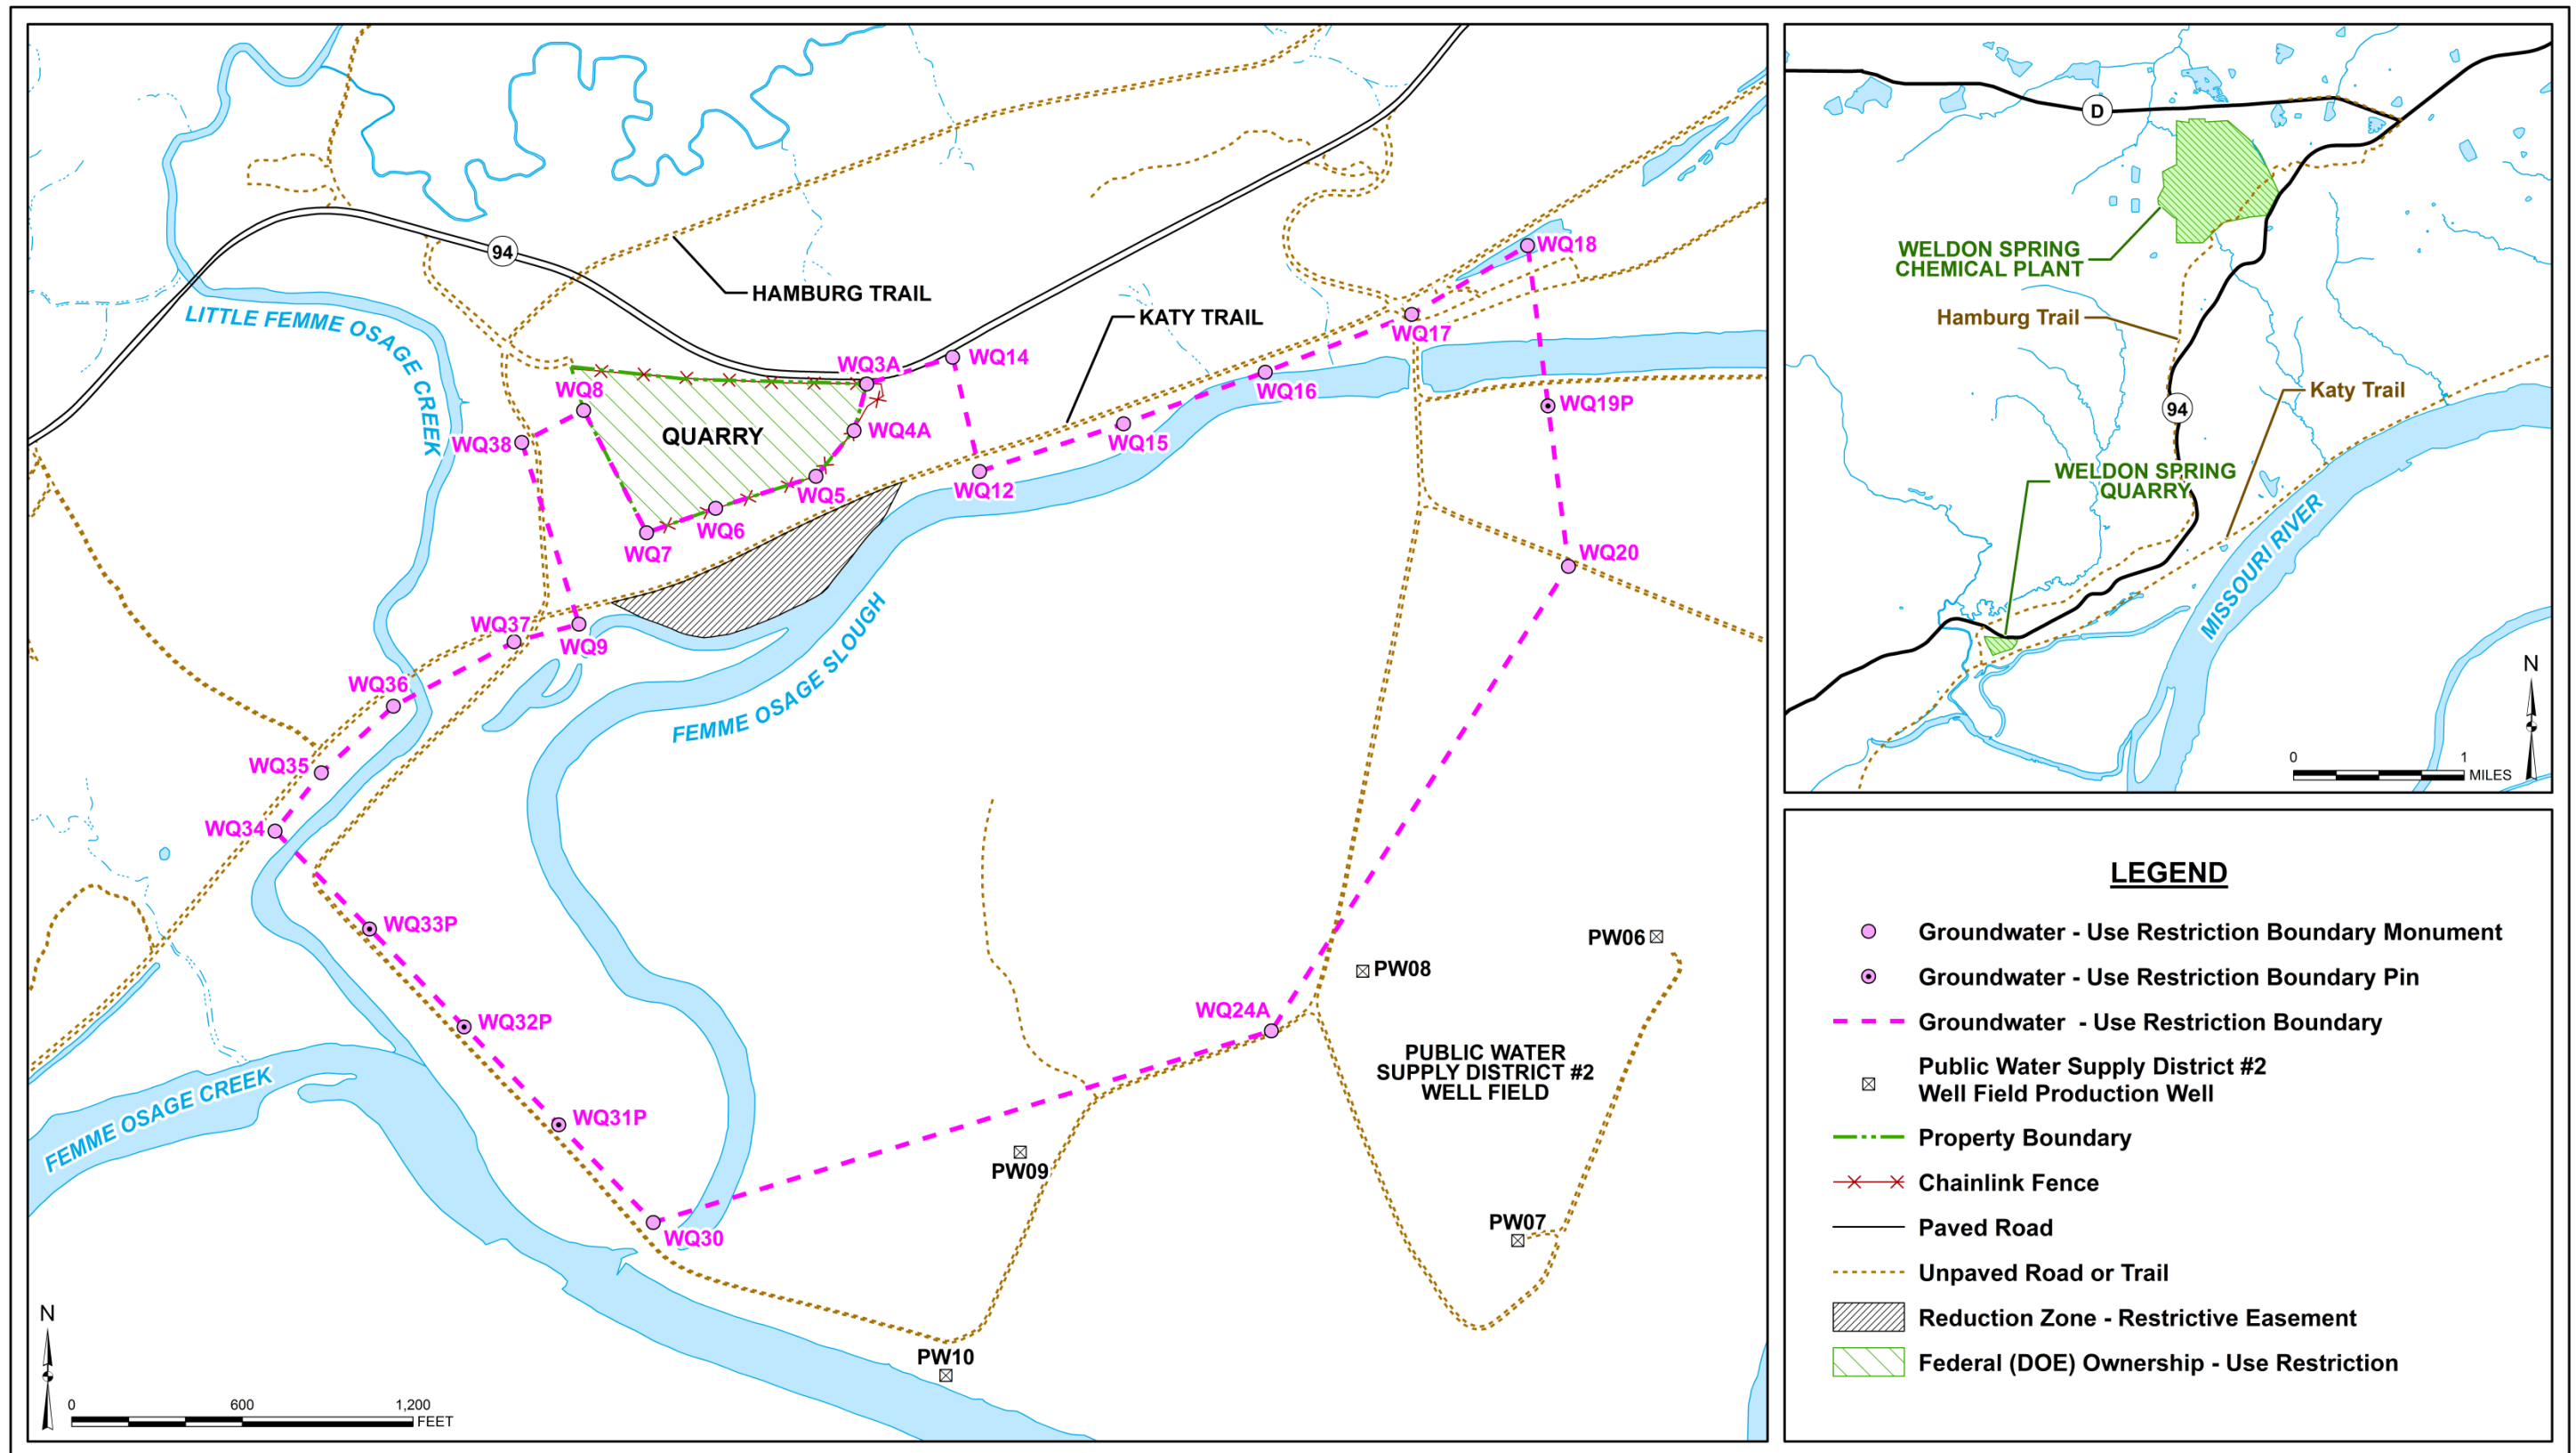 94
HAMBURG TRAIL
LITTLE FEMME OSAGE CREEK
KATY TRAIL
WQ18
WQ17
WQ3A
WQ14
WQ16
WQ8
WQ19P
WQ4A
WQ38
QUARRY
WQ15
WQ5
WQ12
WQ6
WQ7
WQ20
WQ37
WQ9
FEMME OSAGE SLOUGH
WQ36
WQ35
WQ34
WQ33P
WQ32P
WQ31P
WQ30
WQ24A
PW06
PW08
PUBLIC WATER
SUPPLY DISTRICT #2
WELL FIELD
PW09
PW07
PW10
FEMME OSAGE CREEK
N
0 600 1,200
FEET
D
WELDON SPRING
CHEMICAL PLANT
Hamburg Trail
Katy Trail
94
WELDON SPRING
QUARRY
MISSOURI RIVER
N
0 1
MILES
LEGEND
Groundwater - Use Restriction Boundary Monument
Groundwater - Use Restriction Boundary Pin
Groundwater - Use Restriction Boundary
Public Water Supply District #2
Well Field Production Well
Property Boundary
Chainlink Fence
Paved Road
Unpaved Road or Trail
Reduction Zone - Restrictive Easement
Federal (DOE) Ownership - Use Restriction